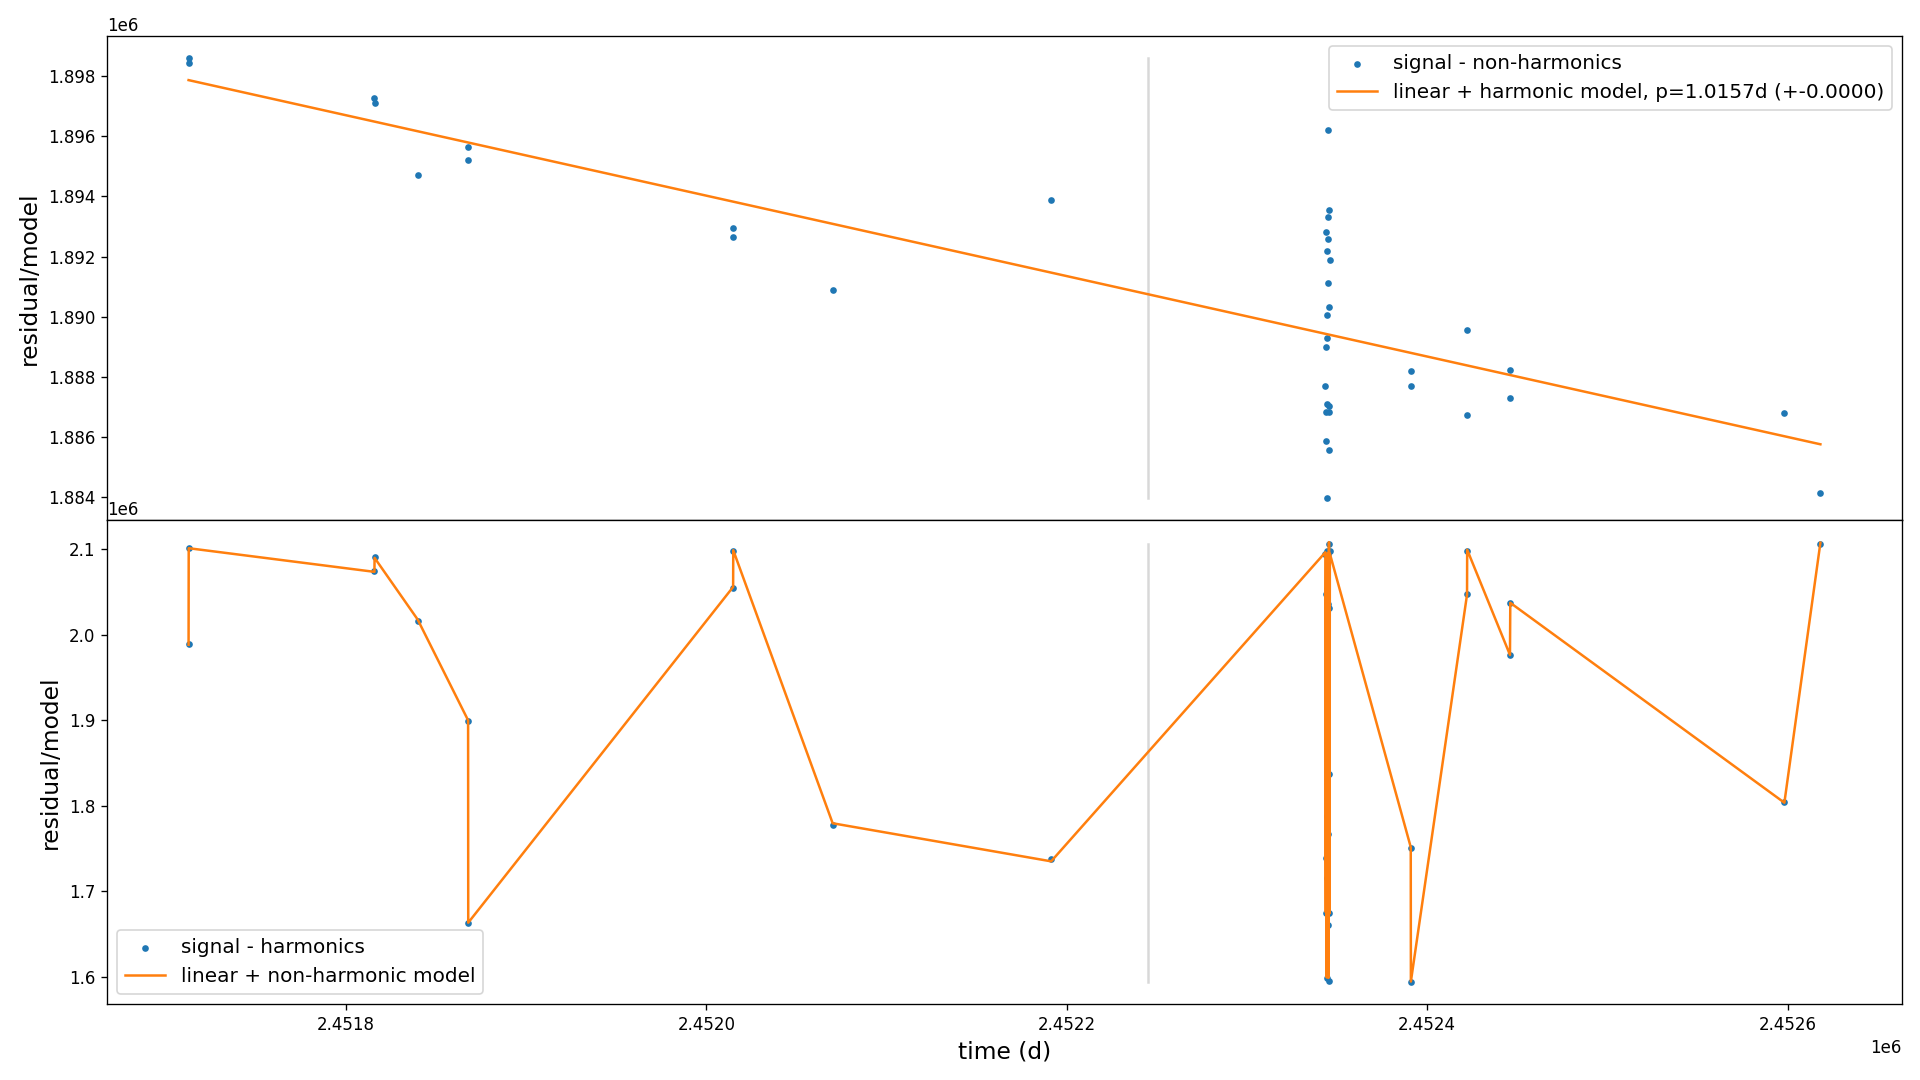 1e6
residual/model
1.898
1.896
1.894
1.892
1.890
1.888
1.886
1.884
signal - non-harmonics
linear + harmonic model, p=1.0157d (+-0.0000)
1e6
residual/model
2.1
2.0
1.9
1.8
1.7
1.6
signal - harmonics
linear + non-harmonic model
2.4518
2.4520
2.4522
2.4524
2.4526
time (d)
1e6